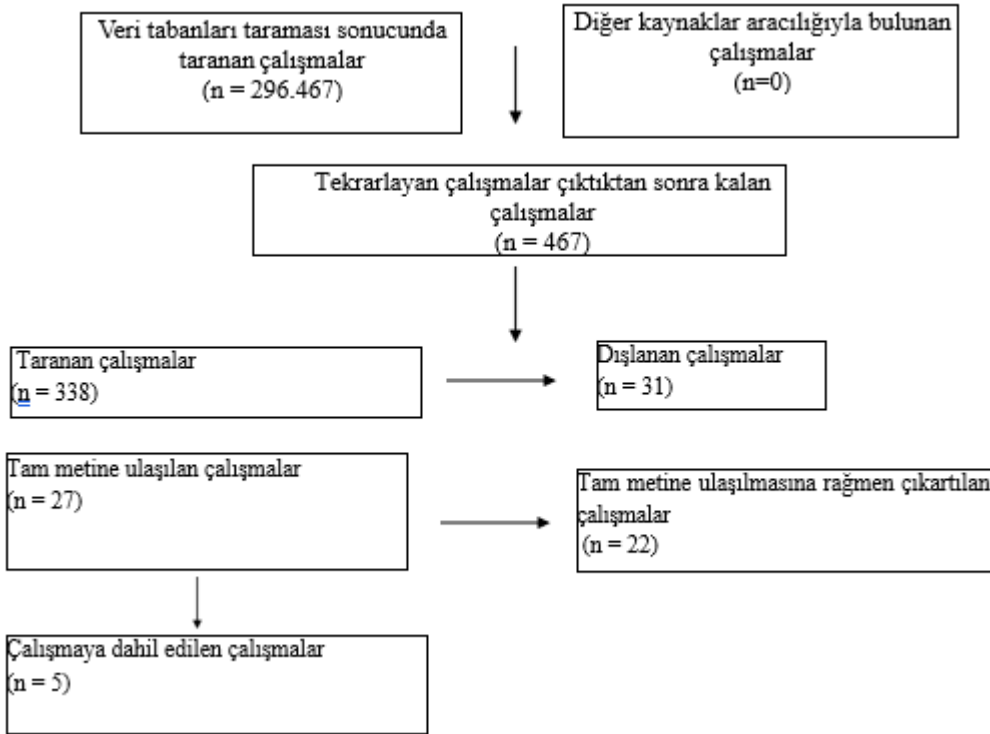 Veri tabanları taraması sonucunda
taranan çalışmalar
(n = 296.467)
Diğer kaynaklar aracılığıyla bulunan
çalışmalar
(n=0)
Tekrarlayan çalışmalar çıktıktan sonra kalan
çalışmalar
(n = 467)
Taranan çalışmalar
(n = 338)
Dışlanan çalışmalar
(n = 31)
Tam metine ulaşılan çalışmalar
(n = 27)
Tam metine ulaşılmasına rağmen çıkartılan
çalışmalar
(n = 22)
Çalışmaya dahil edilen çalışmalar
(n = 5)